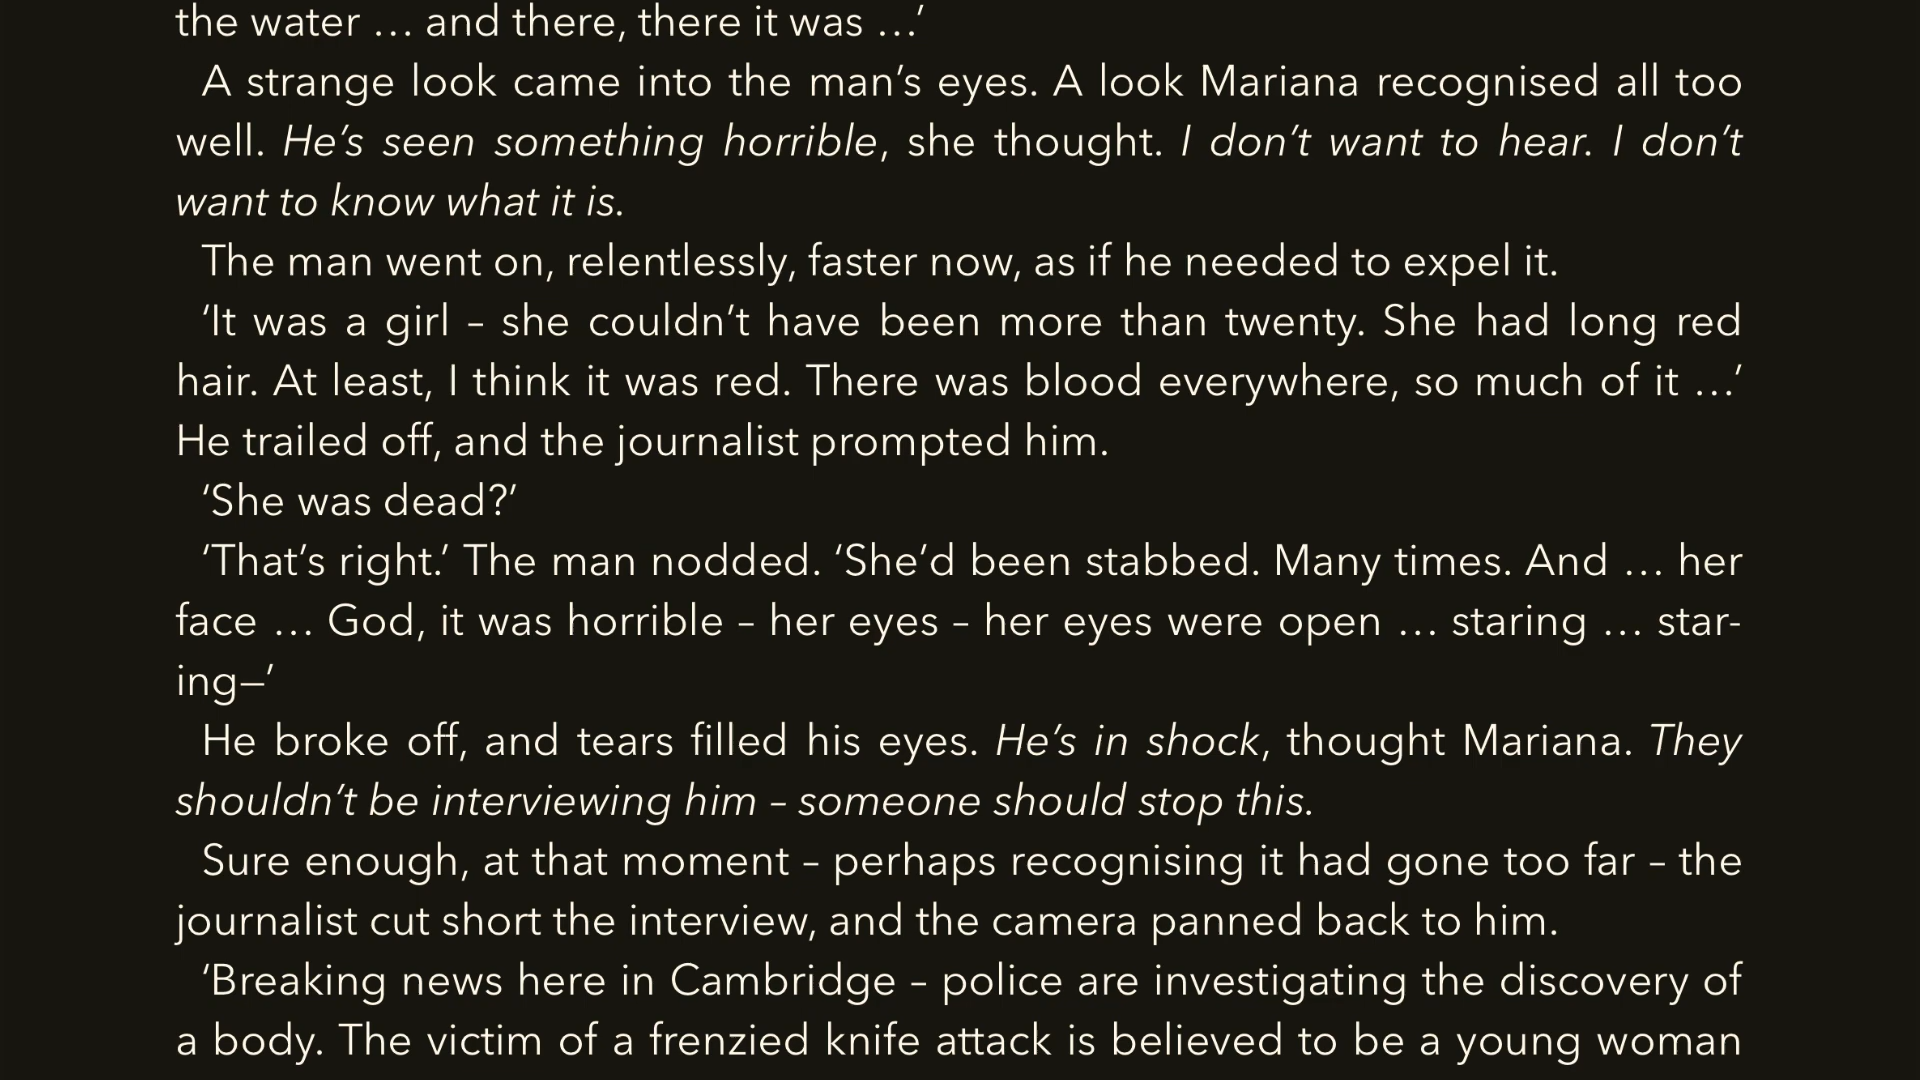 the water … and there, there it was …’
A strange look came into the man’s eyes. A look Mariana recognised all too
well. He’s seen something horrible, she thought. I don’t want to hear. I don’t
want to know what it is.
The man went on, relentlessly, faster now, as if he needed to expel it.
‘It was a girl – she couldn’t have been more than twenty. She had long red
hair. At least, I think it was red. There was blood everywhere, so much of it …’
He trailed off, and the journalist prompted him.
‘She was dead?’
‘That’s right.’ The man nodded. ‘She’d been stabbed. Many times. And … her
face … God, it was horrible – her eyes – her eyes were open … staring … star-
ing—’
He broke off, and tears filled his eyes. He’s in shock, thought Mariana. They
shouldn’t be interviewing him – someone should stop this.
Sure enough, at that moment – perhaps recognising it had gone too far – the
journalist cut short the interview, and the camera panned back to him.
‘Breaking news here in Cambridge – police are investigating the discovery of
a body. The victim of a frenzied knife attack is believed to be a young woman